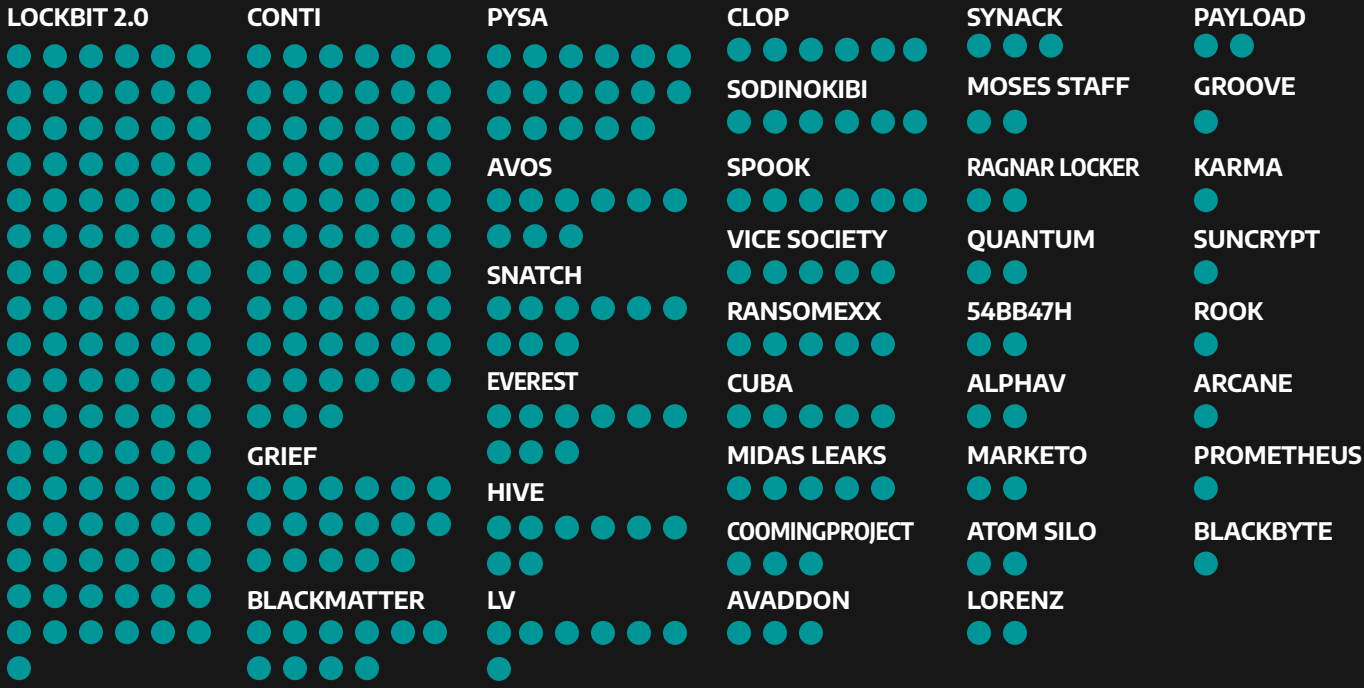 LOCKBIT 2.0
CONTI
GRIEF
BLACKMATTER
PYSA
AVOS
SNATCH
EVEREST
HIVE
LV
CLOP
SODINOKIBI
SPOOK
VICE SOCIETY
RANSOMEXX
CUBA
MIDAS LEAKS
COOMINGPROJECT
AVADDON
SYNACK
MOSES STAFF
RAGNAR LOCKER
QUANTUM
54BB47H
ALPHAV
MARKETO
ATOM SILO
LORENZ
PAYLOAD
GROOVE
KARMA
SUNCRYPT
ROOK
ARCANE
PROMETHEUS
BLACKBYTE